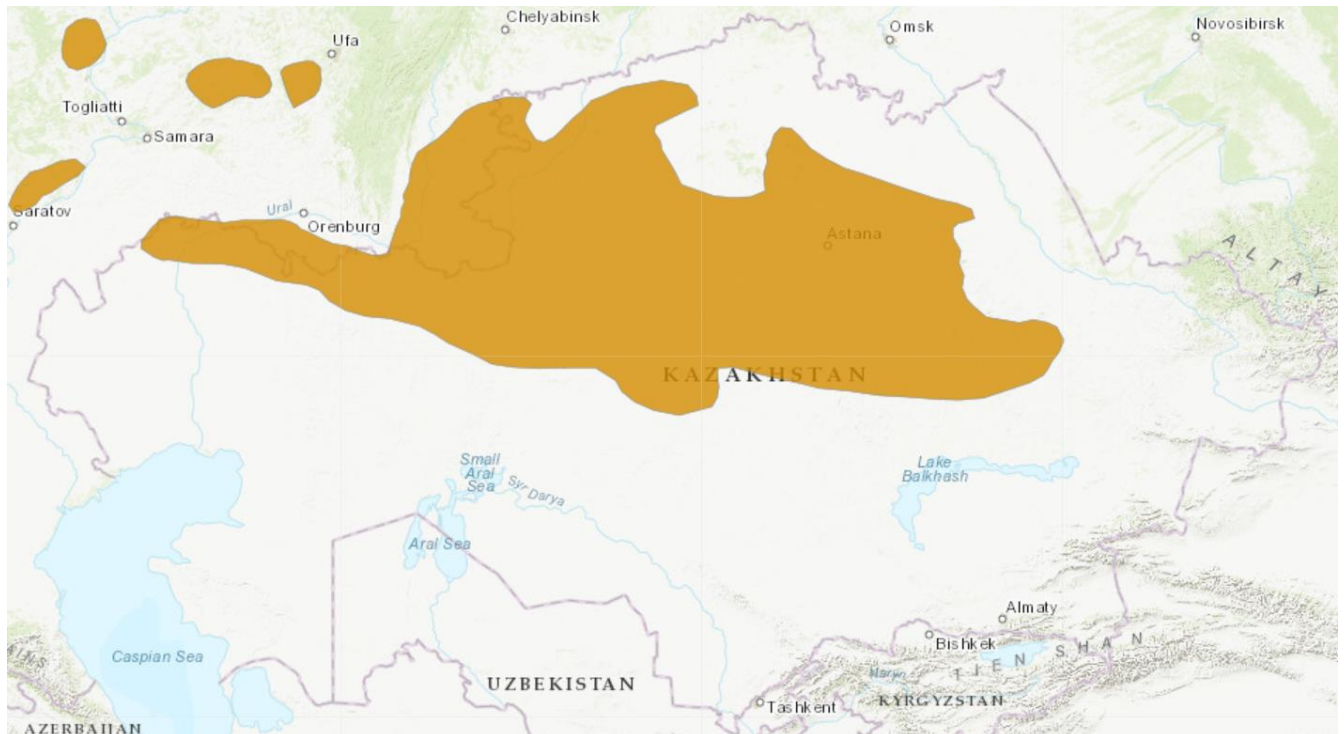 Chelyabinsk
Novosibirsk
Omsk
Ufa
Togliatti
Samara
Saratov
Ural
Orenburg
Astana
ALTAY
KAZAKHSTAN
Small
Aral
Sea
Syr Darya
Lake
Balkhash
Aral Sea
Almaty
Bishkek
TIEN SHAN
Caspian Sea
Naryn
UZBEKISTAN
KYRGYZSTAN
Tashkent
AZERBAIJAN